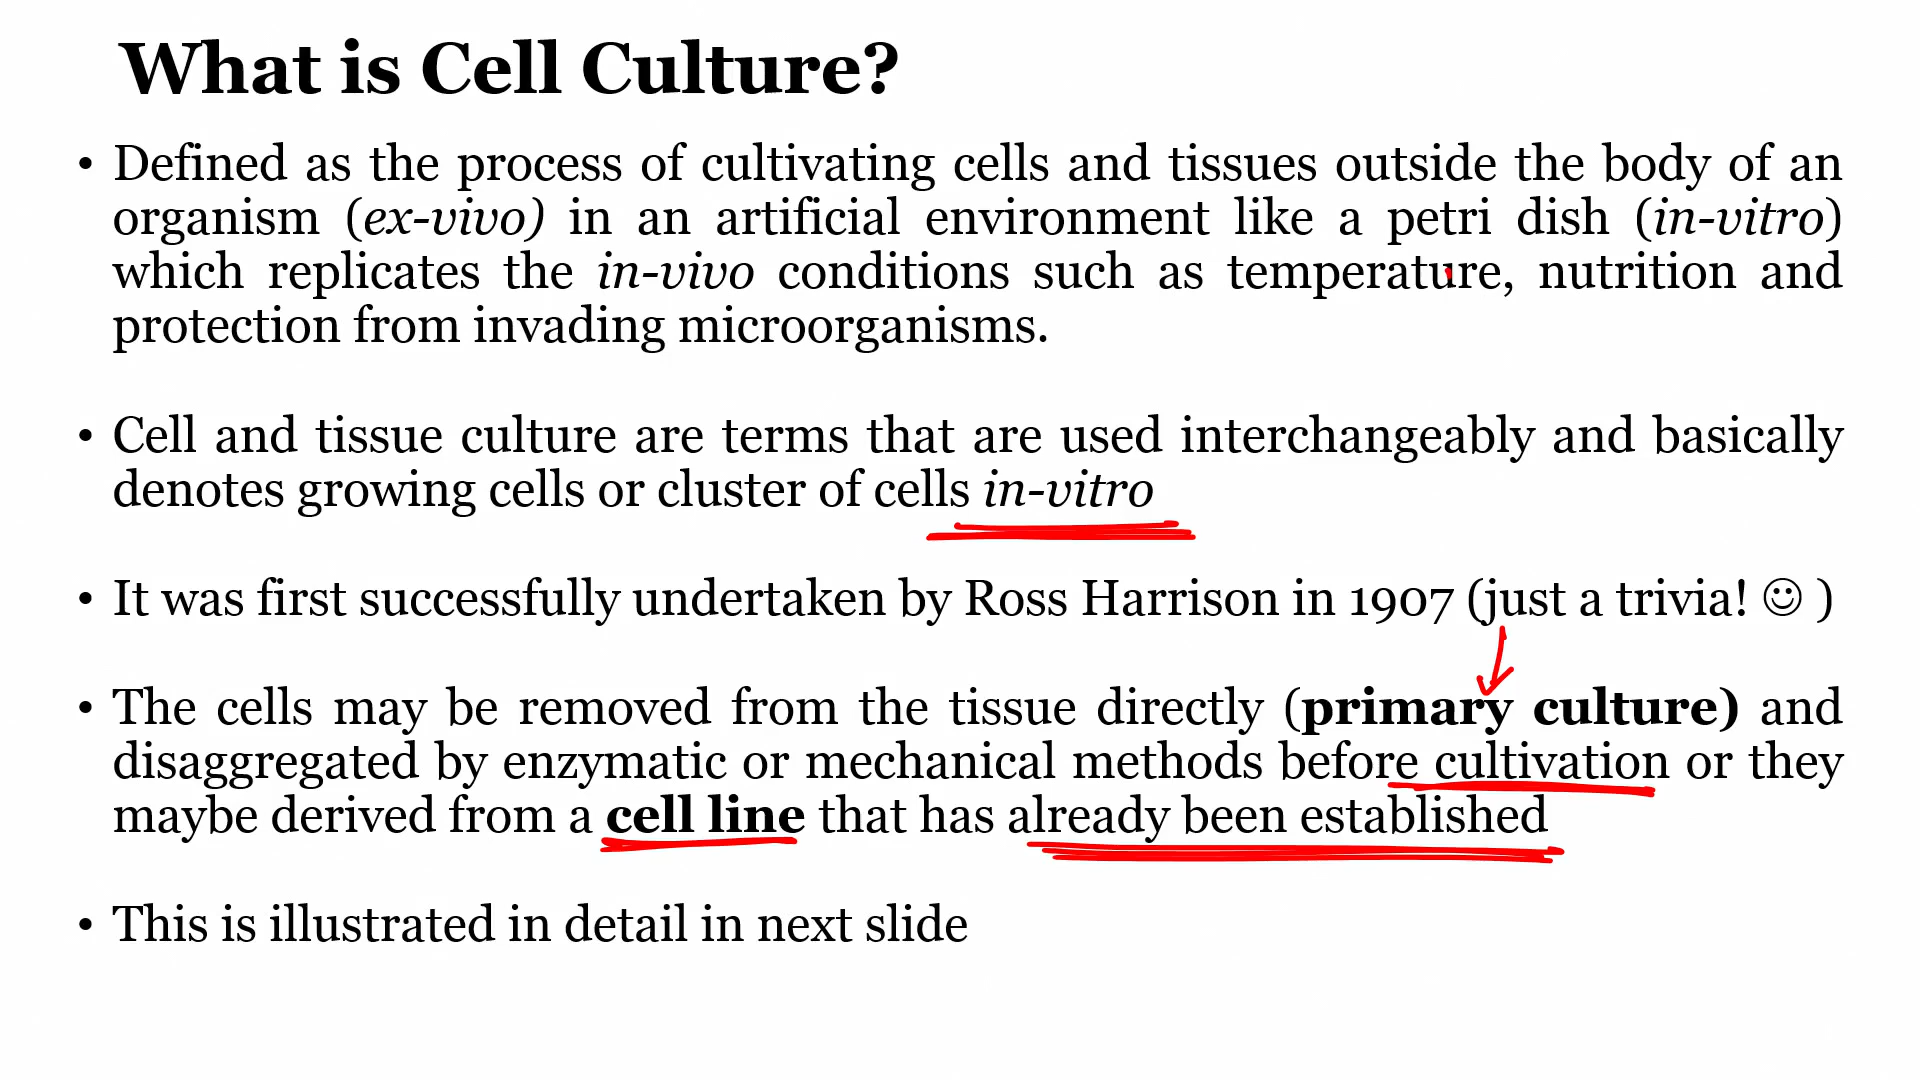 What is Cell Culture?
• Defined as the process of cultivating cells and tissues outside the body of an
organism (ex-vivo) in an artificial environment like a petri dish (in-vitro)
which replicates the in-vivo conditions such as temperature, nutrition and
protection from invading microorganisms.
• Cell and tissue culture are terms that are used interchangeably and basically
denotes growing cells or cluster of cells in-vitro
• It was first successfully undertaken by Ross Harrison in 1907 (just a trivia! ☺ )
• The cells may be removed from the tissue directly (primary culture) and
disaggregated by enzymatic or mechanical methods before cultivation or they
maybe derived from a cell line that has already been established
• This is illustrated in detail in next slide